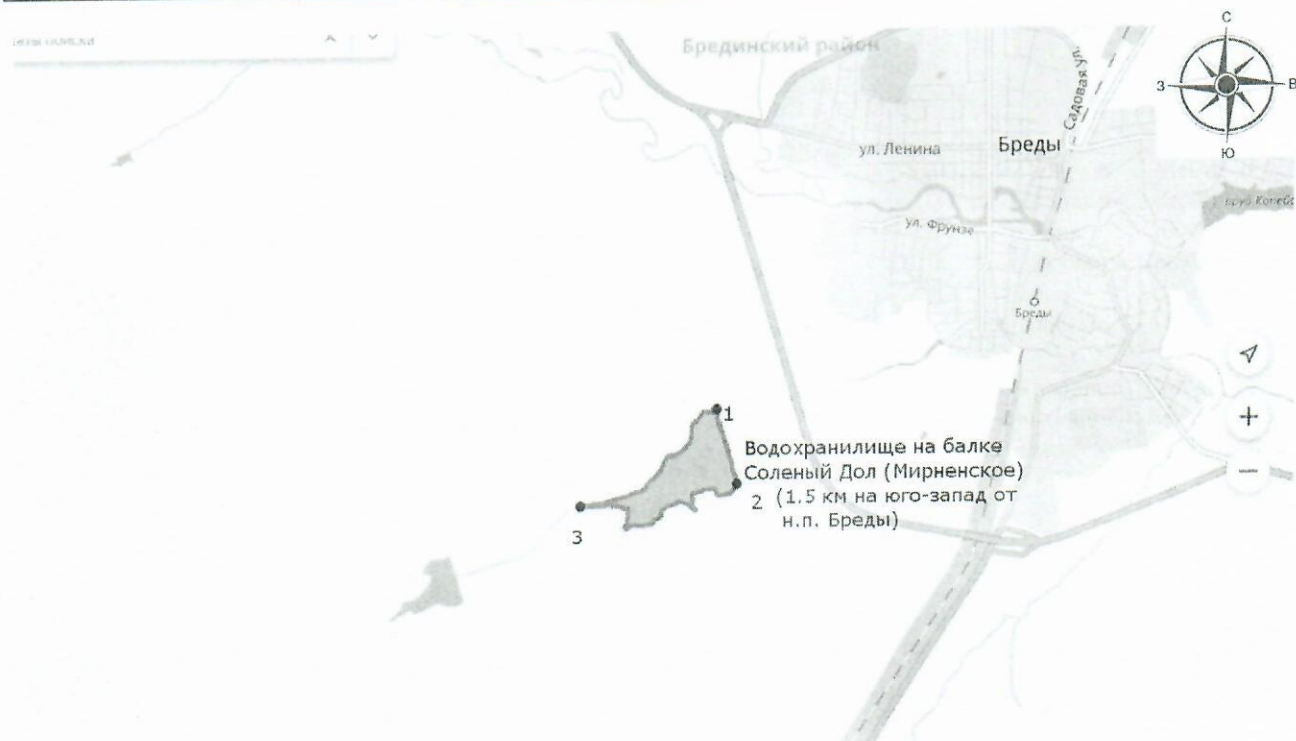 С
Брединский район
З
В
Садовая ул.
ул. Ленина
Бреды
Ю
ул. Фрунзе
Бреды
1
Водохранилище на балке
Соленый Дол (Мирненское)
2 (1.5 км на юго-запад от
н.п. Бреды)
3